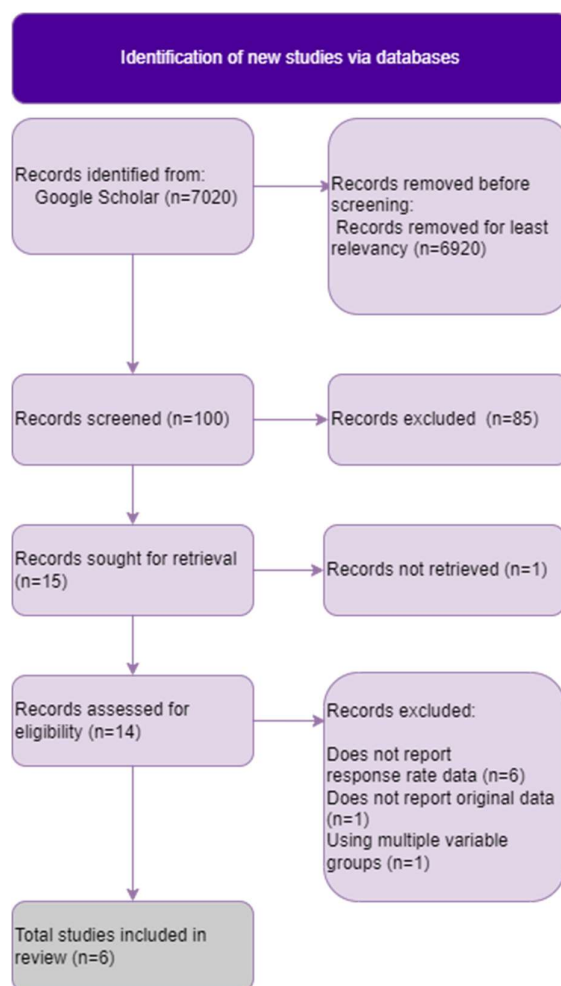 Identification of new studies via databases
Records identified from:
Google Scholar (n=7020)
Records removed before
screening:
Records removed for least
relevancy (n=6920)
Records screened (n=100)
Records excluded (n=85)
Records sought for retrieval
(n=15)
Records not retrieved (n=1)
Records assessed for
eligibility (n=14)
Records excluded:
Does not report
response rate data (n=6)
Does not report original data
(n=1)
Using multiple variable
groups (n=1)
Total studies included in
review (n=6)